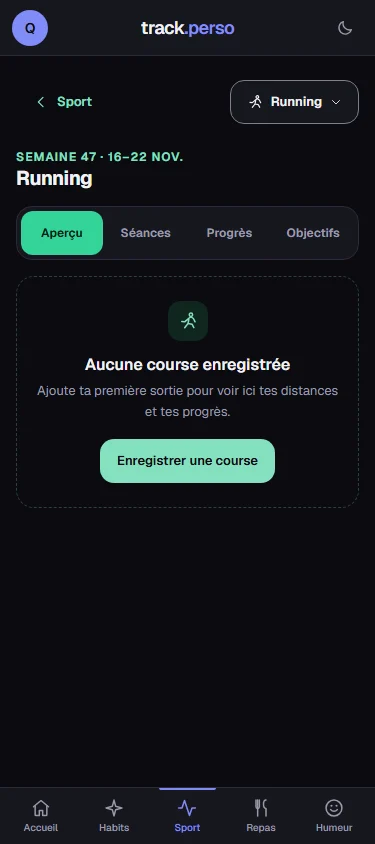 Q
track.perso
Sport
Running
SEMAINE 47 · 16–22 NOV.
Running
Aperçu
Séances
Progrès
Objectifs
Aucune course enregistrée
Ajoute ta première sortie pour voir ici tes distances
et tes progrès.
Enregistrer une course
Accueil
Habits
Sport
Repas
Humeur